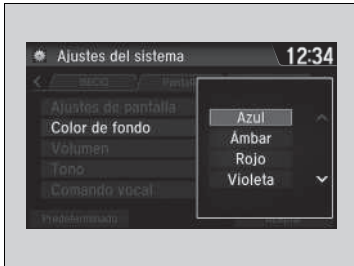 Ajustes del sistema
12:34
INICIO
Ajustes de pantalla
Color de fondo
Volumen
Tono
Comando vocal
Predeterminado
Azul
Ámbar
Rojo
Violeta